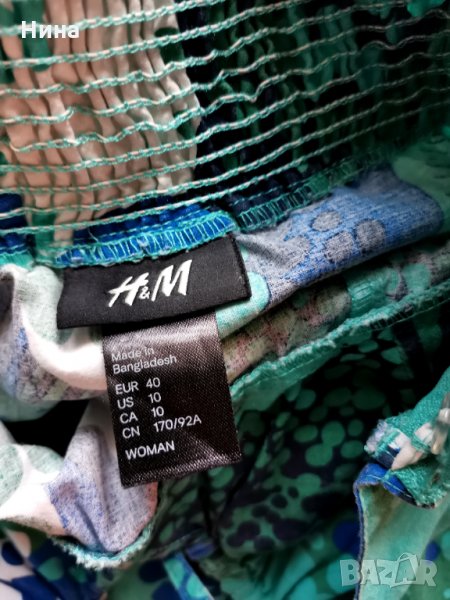 Нина
H&M
Made in
Bangladesh
EUR 40
US 10
CA 10
CN 170/92A
WOMAN
BAZAR